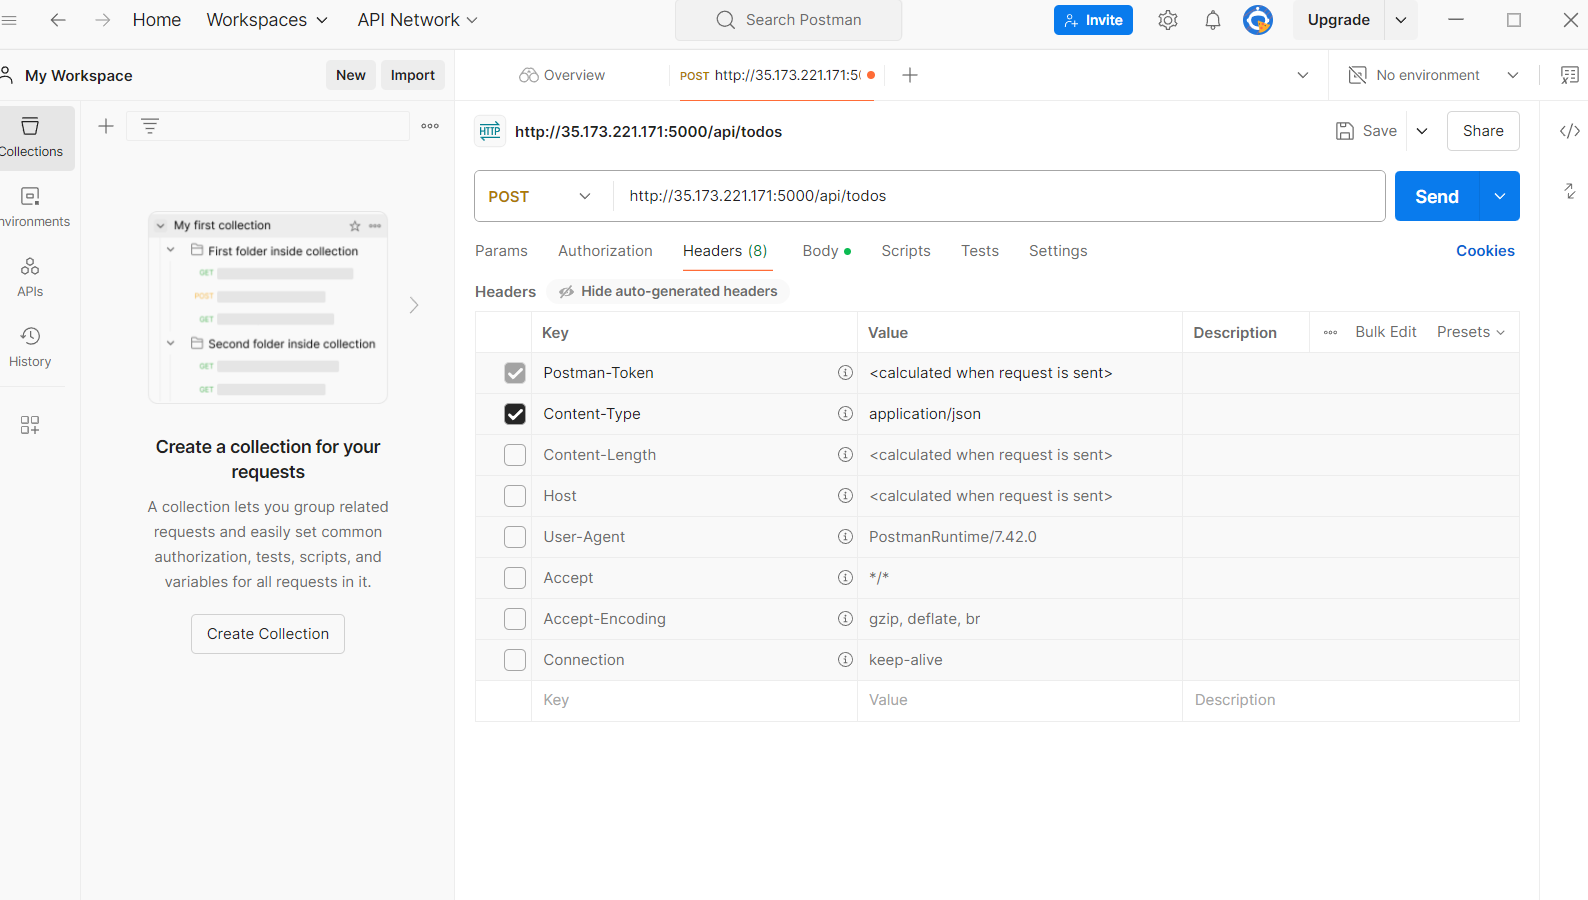 Home Workspaces API Network Search Postman Invite Upgrade
My Workspace New Import Overview POST http://35.173.221.171:5( No environment
Collections
nvironments
APIs
History
My first collection
First folder inside collection
GET
POST
GET
Second folder inside collection
GET
GET
Create a collection for your
requests
A collection lets you group related
requests and easily set common
authorization, tests, scripts, and
variables for all requests in it.
Create Collection
HTTP http://35.173.221.171:5000/api/todos Save Share
POST http://35.173.221.171:5000/api/todos Send
Params Authorization Headers (8) Body Scripts Tests Settings Cookies
Headers Hide auto-generated headers
Key Value Description Bulk Edit Presets
Postman-Token <calculated when request is sent>
Content-Type application/json
Content-Length <calculated when request is sent>
Host <calculated when request is sent>
User-Agent PostmanRuntime/7.42.0
Accept */*
Accept-Encoding gzip, deflate, br
Connection keep-alive
Key Value Description